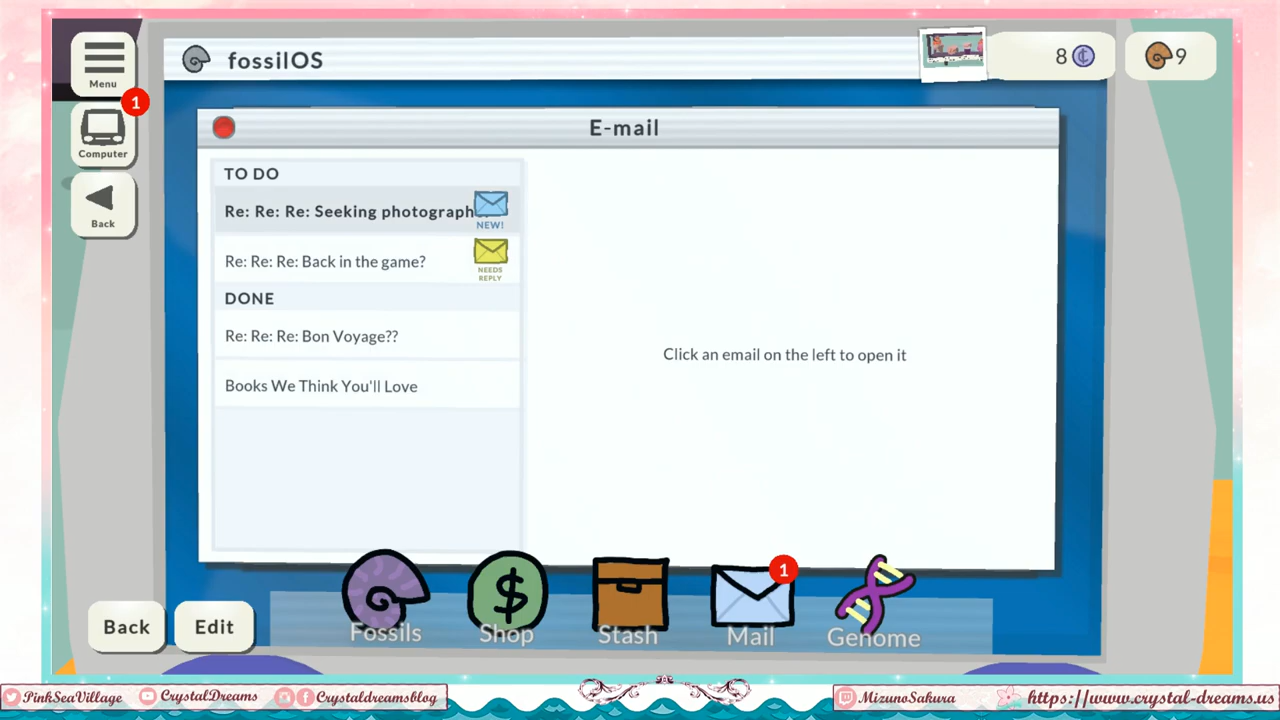 Menu
1
Computer
Back
fossilOS
8
9
E-mail
TO DO
Re: Re: Re: Seeking photograph
NEW!
Re: Re: Re: Back in the game?
NEEDS
REPLY
DONE
Re: Re: Re: Bon Voyage??
Books We Think You'll Love
Click an email on the left to open it
Back
Edit
Fossils
Shop
Stash
1
Mail
Genome
PinkSeaVillage
CrystalDreams
Crystaldreamsblog
MizunoSakura
https://www.crystal-dreams.us